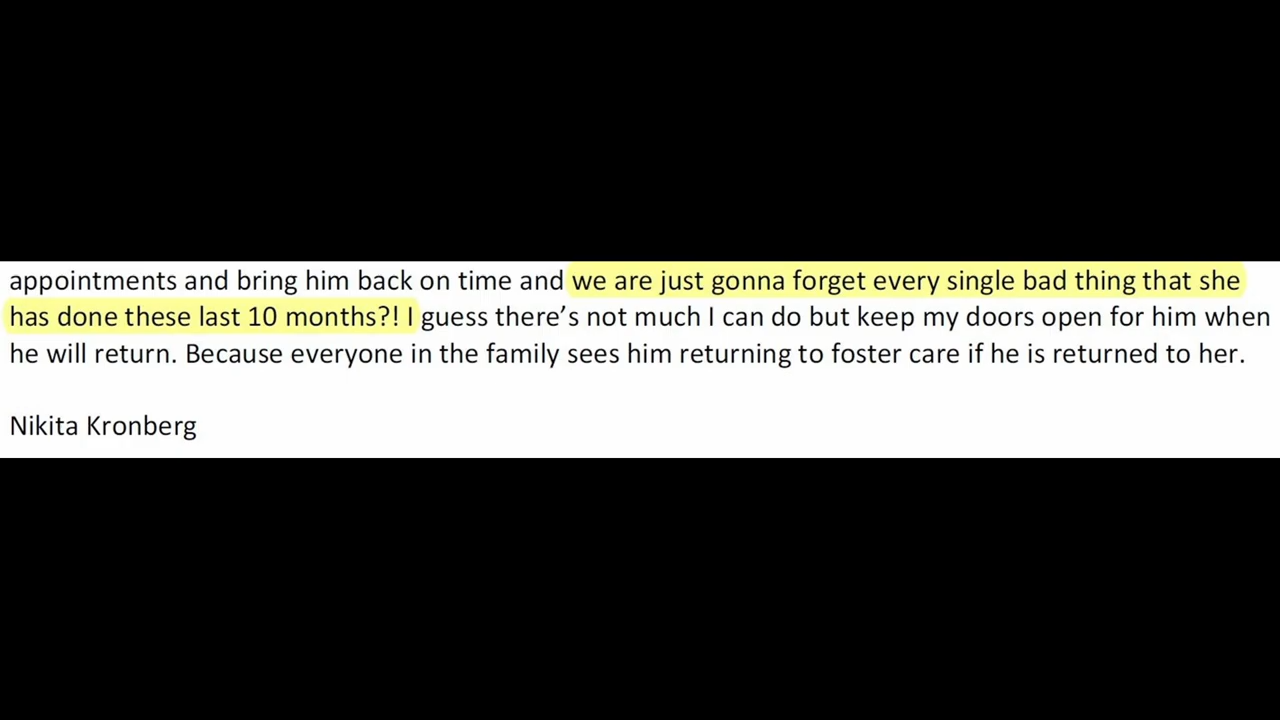 appointments and bring him back on time and we are just gonna forget every single bad thing that she
has done these last 10 months?! I guess there’s not much I can do but keep my doors open for him when
he will return. Because everyone in the family sees him returning to foster care if he is returned to her.
Nikita Kronberg